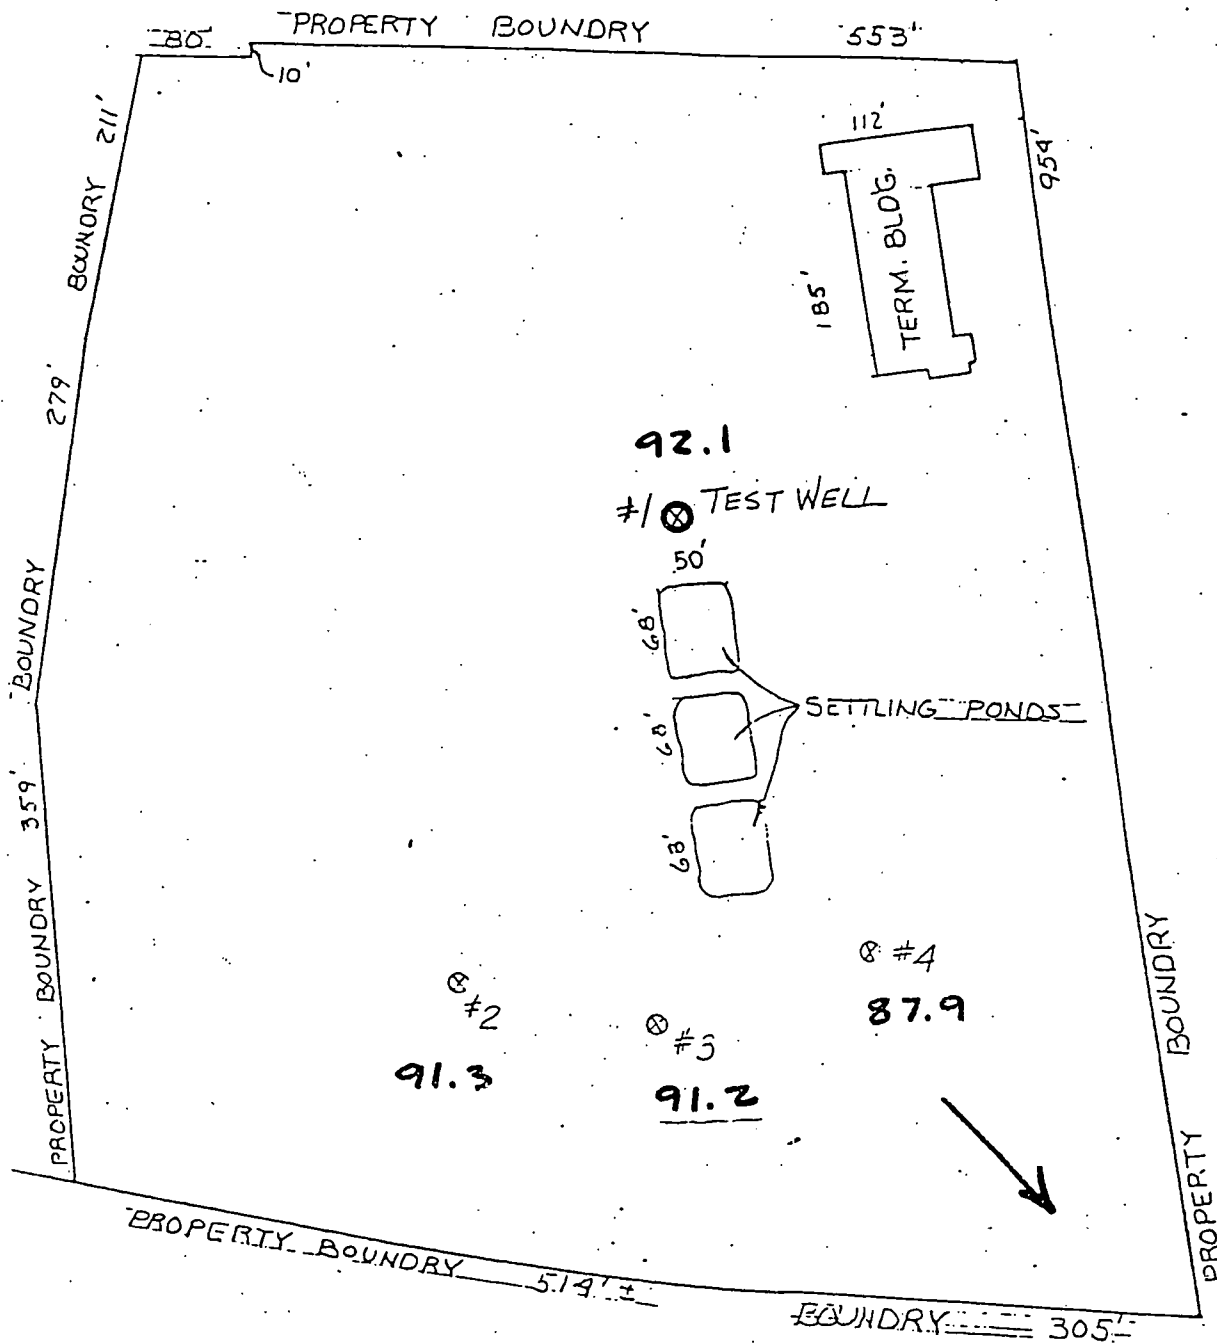 80'
PROPERTY BOUNDRY
553'
10'
211'
BOUNDRY
279'
BOUNDRY
359'
PROPERTY BOUNDRY
112'
954'
TERM. BLDG.
185'
92.1
#1 TEST WELL
50'
68'
68'
68'
SETTLING PONDS
#4
87.9
#2
91.3
#3
91.2
BOUNDRY
PROPERTY
PROPERTY BOUNDRY 514' ±
BOUNDRY 305'